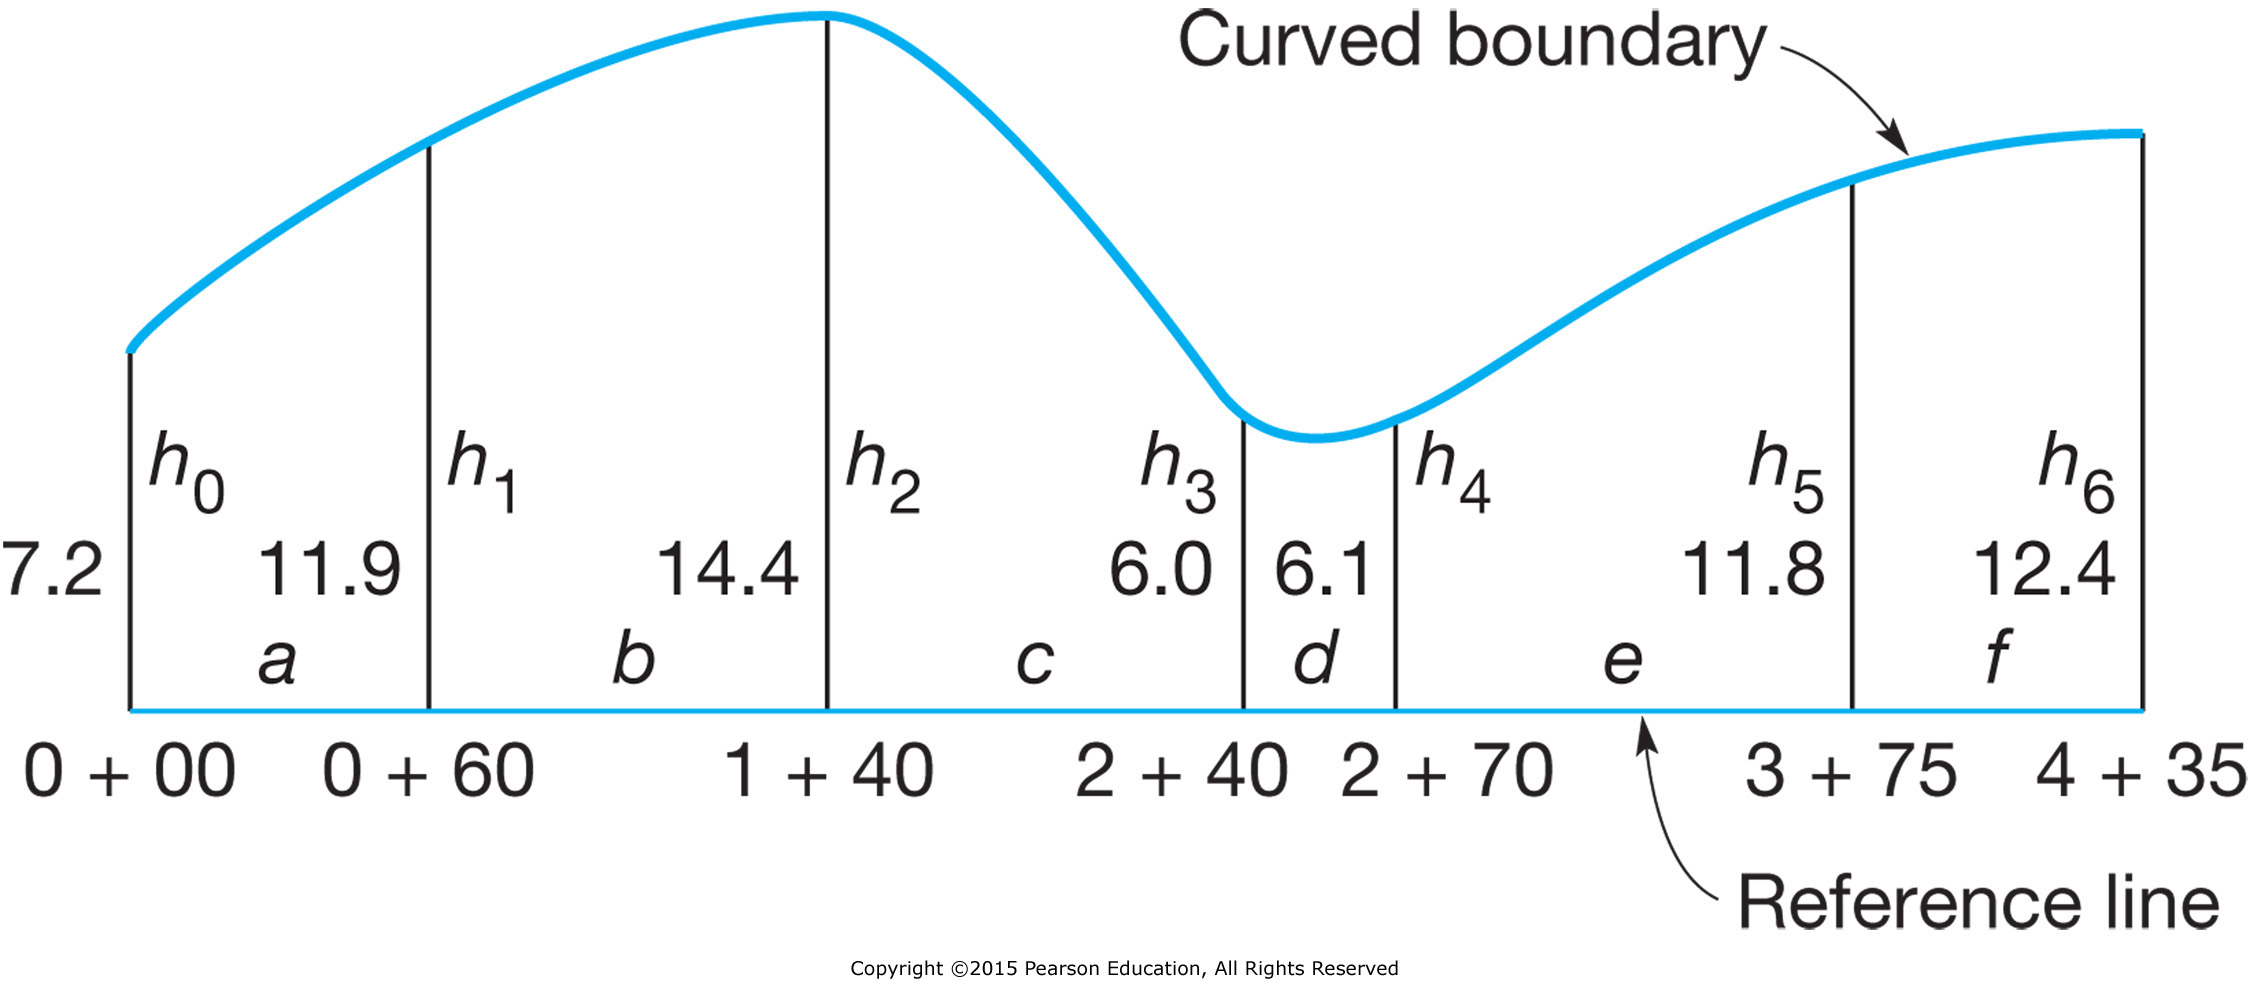 Curved boundary
h0 h1 h2 h3 h4 h5 h6
7.2 11.9 14.4 6.0 6.1 11.8 12.4
a b c d e f
0 + 00 0 + 60 1 + 40 2 + 40 2 + 70 3 + 75 4 + 35
Reference line
Copyright ©2015 Pearson Education, All Rights Reserved